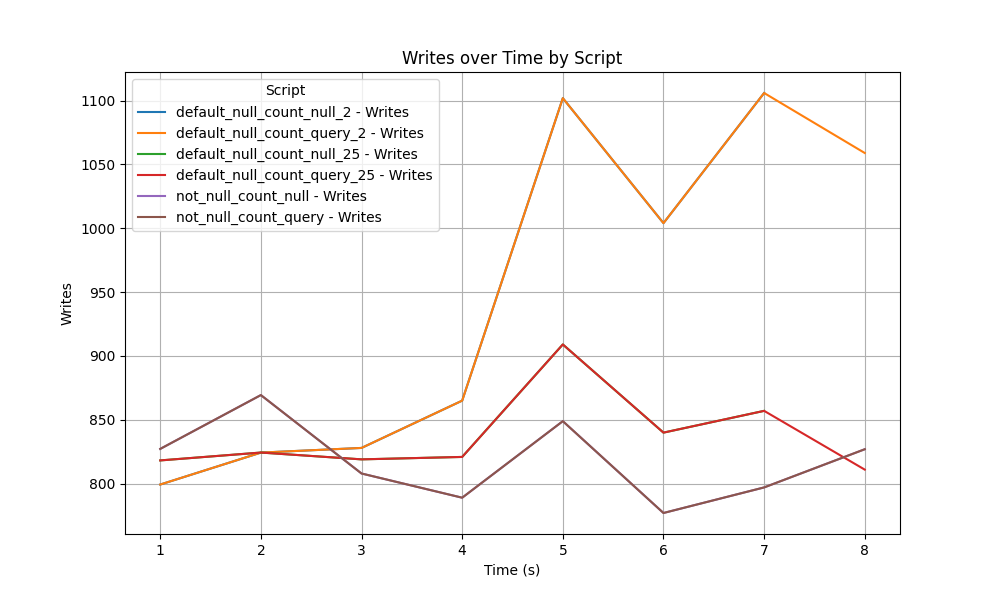 Writes over Time by Script
Script
default_null_count_null_2 - Writes
default_null_count_query_2 - Writes
default_null_count_null_25 - Writes
default_null_count_query_25 - Writes
not_null_count_null - Writes
not_null_count_query - Writes
1100
1050
1000
950
900
850
800
Writes
1 2 3 4 5 6 7 8
Time (s)